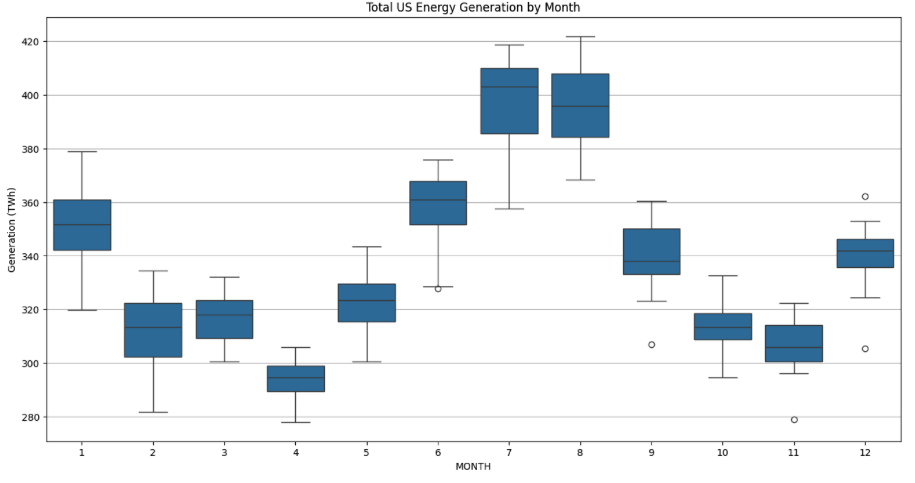 Total US Energy Generation by Month
Generation (TWh)
420
400
380
360
340
320
300
280
1 2 3 4 5 6 7 8 9 10 11 12
MONTH